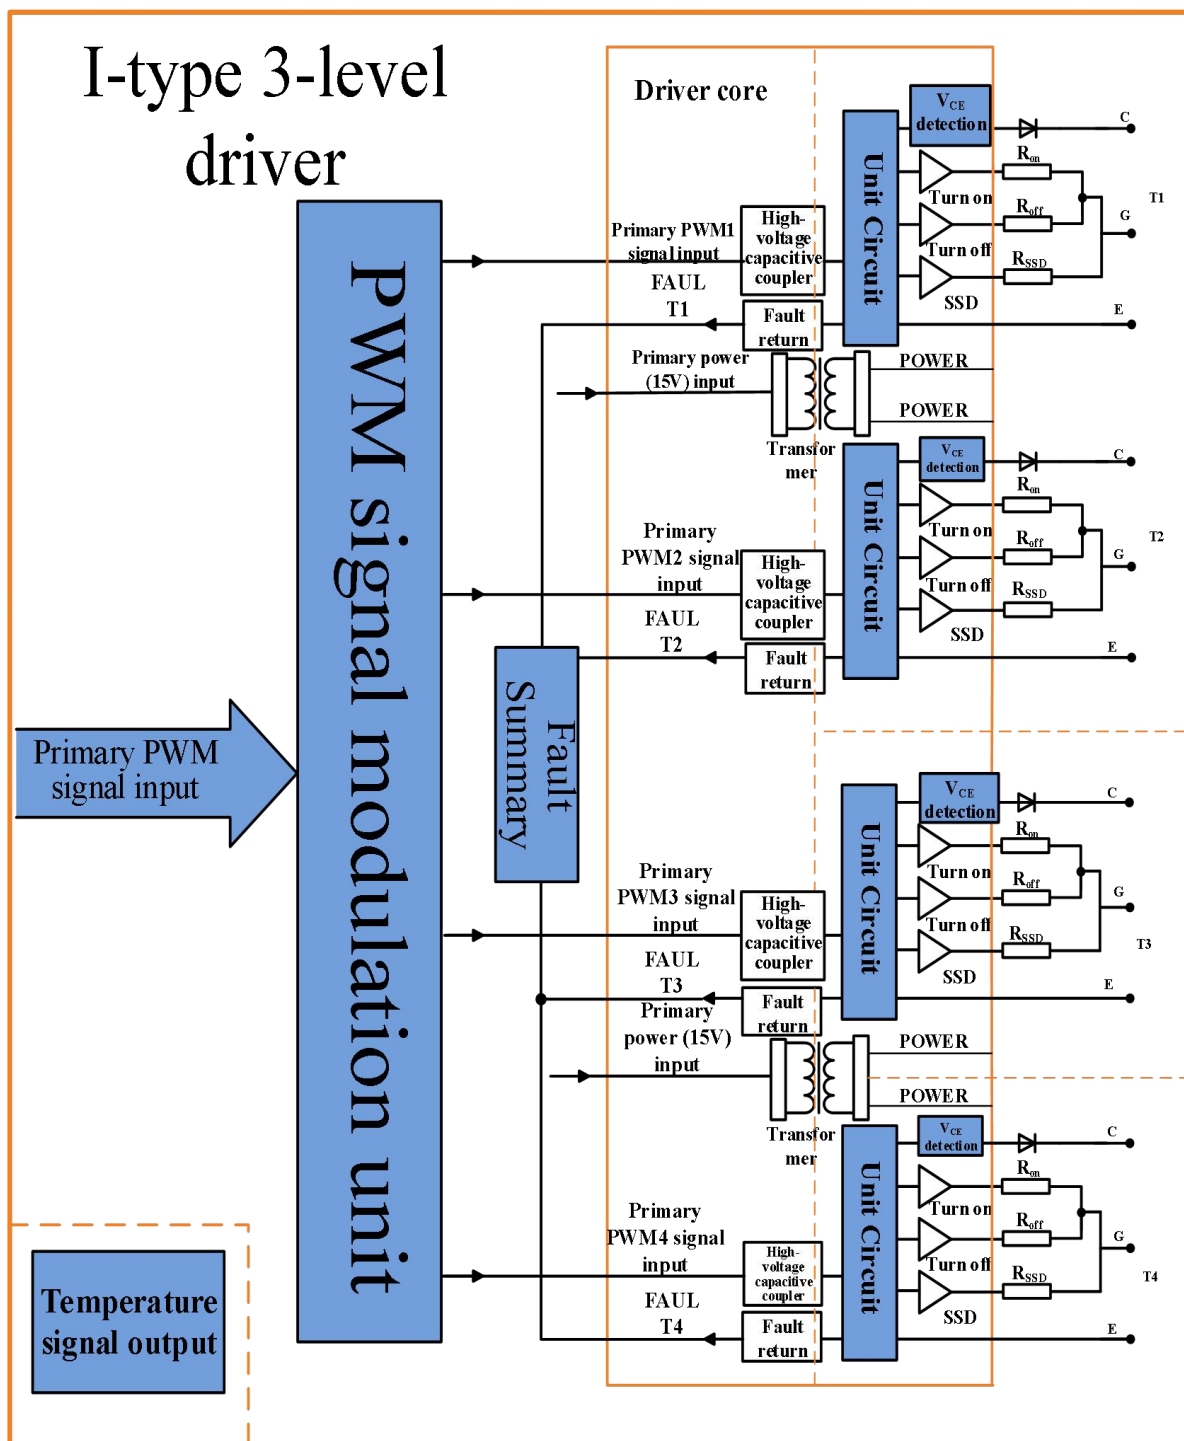 I-type 3-level
driver
Driver core
PWM signal modulation unit
Primary PWM
signal input
Temperature
signal output
Fault
Summary
Primary PWM1
signal input
FAUL
T1
High-
voltage
capacitive
coupler
Fault
return
Unit Circuit
VCE
detection
Turn on
Turn off
SSD
Ron
Roff
RSSD
C
G
E
T1
Primary power
(15V) input
Transfor
mer
POWER
POWER
Primary
PWM2 signal
input
FAUL
T2
High-
voltage
capacitive
coupler
Fault
return
Unit Circuit
VCE
detection
Turn on
Turn off
SSD
Ron
Roff
RSSD
C
G
E
T2
Primary
PWM3 signal
input
FAUL
T3
High-
voltage
capacitive
coupler
Fault
return
Unit Circuit
VCE
detection
Turn on
Turn off
SSD
Ron
Roff
RSSD
C
G
E
T3
Primary
power (15V)
input
Transfor
mer
POWER
POWER
Primary
PWM4 signal
input
FAUL
T4
High-
voltage
capacitive
coupler
Fault
return
Unit Circuit
VCE
detection
Turn on
Turn off
SSD
Ron
Roff
RSSD
C
G
E
T4